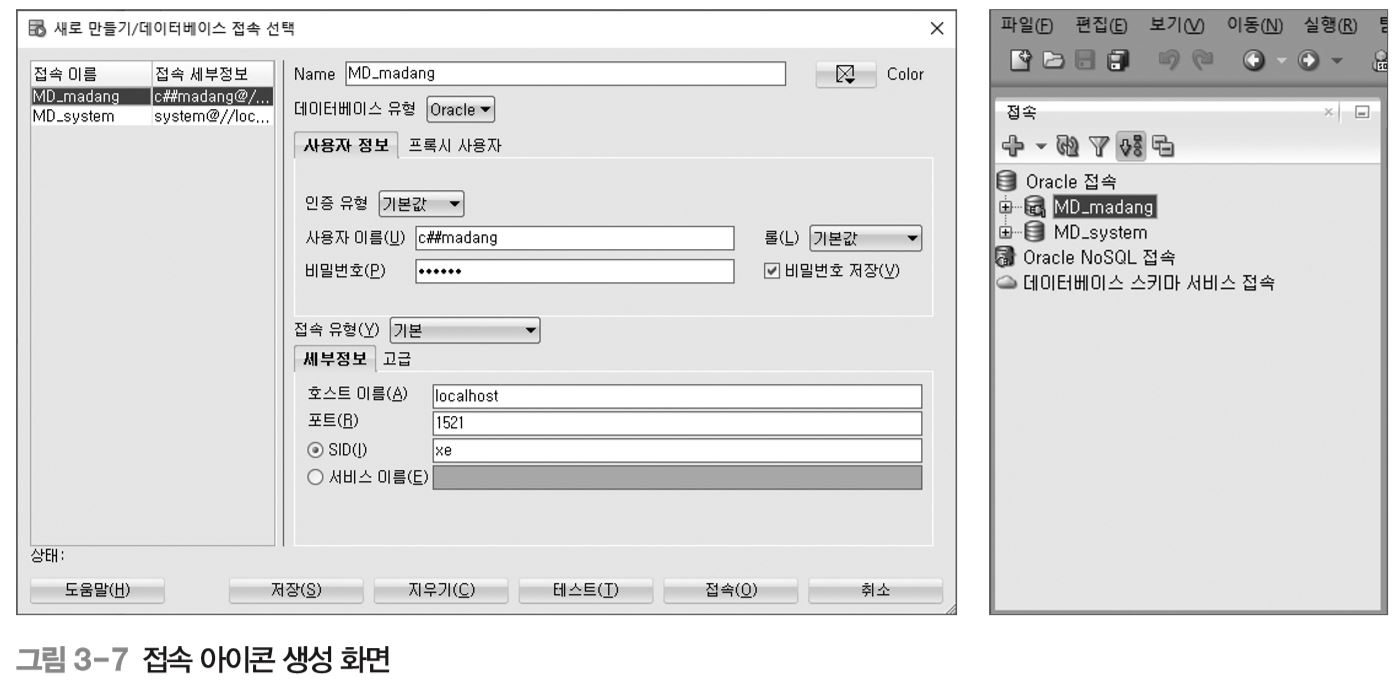 새로 만들기/데이터베이스 접속 선택
접속 이름 접속 세부정보
MD_madang c##madang@/...
MD_system system@//loc...
Name MD_madang Color
데이터베이스 유형 Oracle
사용자 정보 프록시 사용자
인증 유형 기본값
사용자 이름(U) c##madang 롤(L) 기본값
비밀번호(P) •••••• 비밀번호 저장(V)
접속 유형(Y) 기본
세부정보 고급
호스트 이름(A) localhost
포트(R) 1521
SID(I) xe
서비스 이름(E)
상태:
도움말(H) 저장(S) 지우기(C) 테스트(T) 접속(O) 취소
파일(F) 편집(E) 보기(V) 이동(N) 실행(R)
접속
Oracle 접속
MD_madang
MD_system
Oracle NoSQL 접속
데이터베이스 스키마 서비스 접속
그림 3-7 접속 아이콘 생성 화면